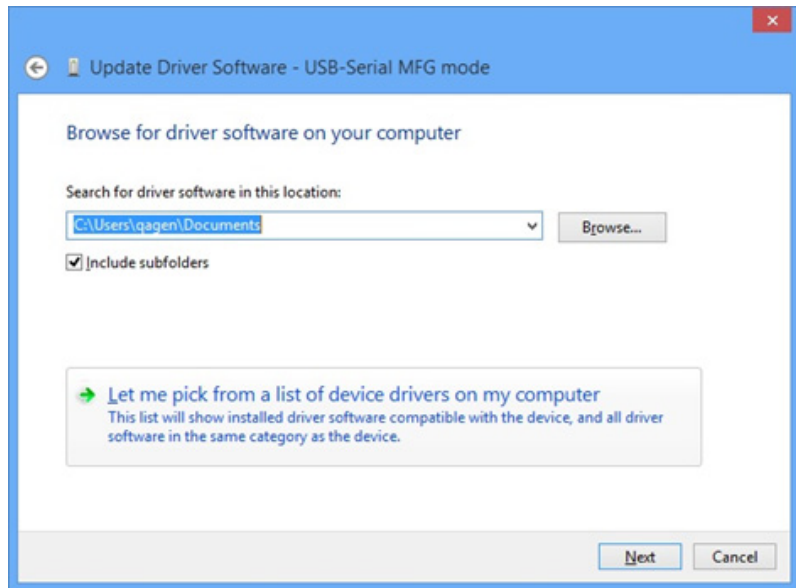 Update Driver Software - USB-Serial MFG mode
Browse for driver software on your computer
Search for driver software in this location:
C:\Users\qagen\Documents
Browse...
Include subfolders
Let me pick from a list of device drivers on my computer
This list will show installed driver software compatible with the device, and all driver
software in the same category as the device.
Next
Cancel